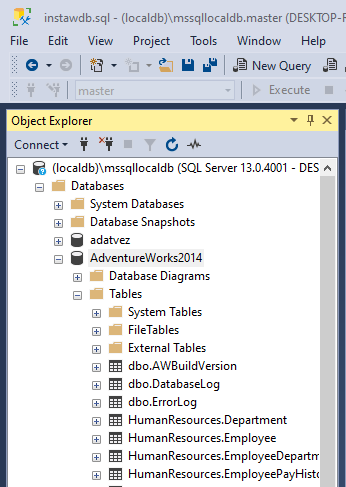 instawdb.sql - (localdb)\mssqllocaldb.master (DESKTOP-
File Edit View Project Tools Window Help
New Query
master Execute
Object Explorer
Connect
(localdb)\mssqllocaldb (SQL Server 13.0.4001 - DES
Databases
System Databases
Database Snapshots
adatvez
AdventureWorks2014
Database Diagrams
Tables
System Tables
FileTables
External Tables
dbo.AWBuildVersion
dbo.DatabaseLog
dbo.ErrorLog
HumanResources.Department
HumanResources.Employee
HumanResources.EmployeeDepartm
HumanResources.EmployeePayHisto